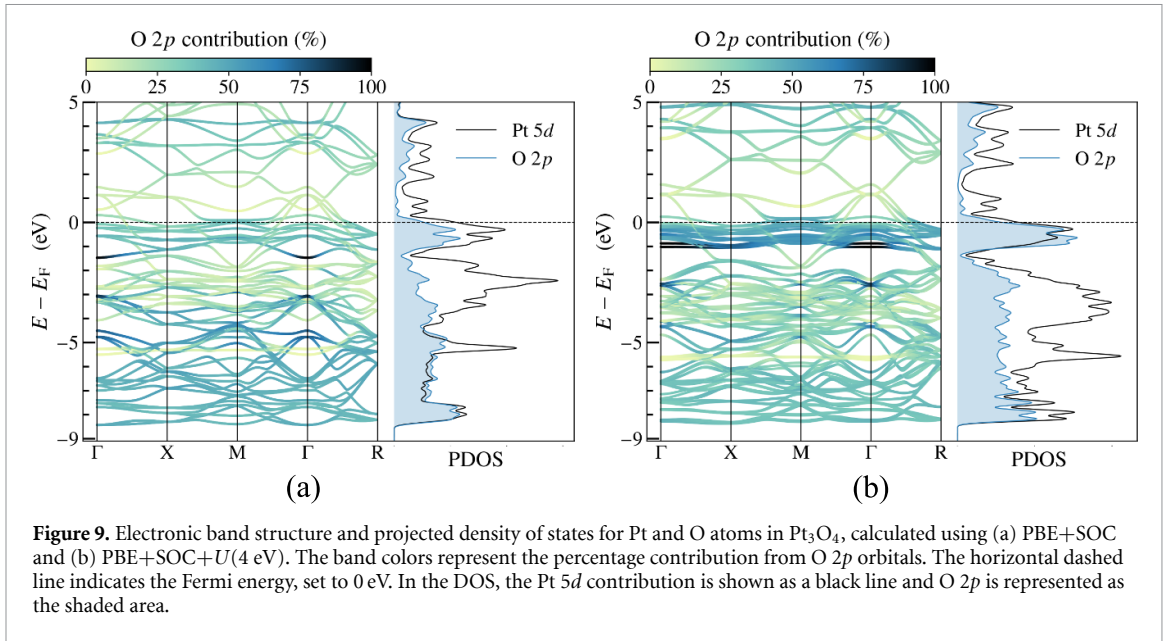 O 2p contribution (%)
0 25 50 75 100
5
0
−5
−9
E − EF (eV)
Γ X M Γ R
Pt 5d
O 2p
PDOS
(a)
O 2p contribution (%)
0 25 50 75 100
5
0
−5
−9
E − EF (eV)
Γ X M Γ R
Pt 5d
O 2p
PDOS
(b)
Figure 9. Electronic band structure and projected density of states for Pt and O atoms in Pt₃O₄, calculated using (a) PBE+SOC
and (b) PBE+SOC+U(4 eV). The band colors represent the percentage contribution from O 2p orbitals. The horizontal dashed
line indicates the Fermi energy, set to 0 eV. In the DOS, the Pt 5d contribution is shown as a black line and O 2p is represented as
the shaded area.